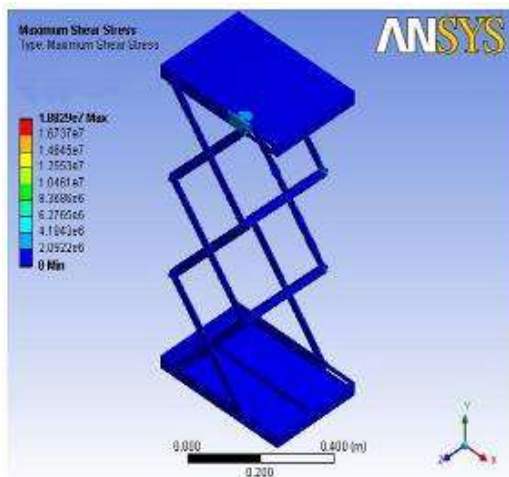 Maximum Shear Stress
Type: Maximum Shear Stress
ANSYS
1.8829e7 Max
1.6737e7
1.4645e7
1.2553e7
1.0461e7
8.3686e6
6.2765e6
4.1843e6
2.0922e6
0 Min
Y
Z
X
0.000
0.400 (m)
0.200